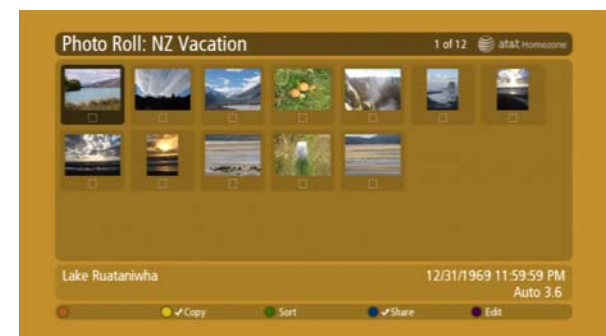 Photo Roll: NZ Vacation 1 of 12 at&t Homezone
Lake Ruataniwha 12/31/1969 11:59:59 PM
Auto 3.6
✓Copy Sort ✓Share Edit